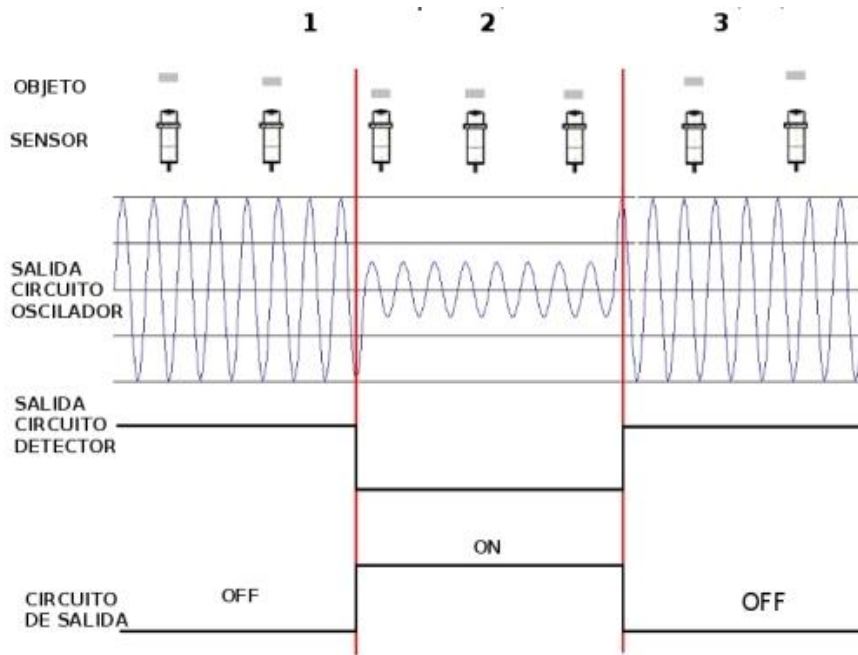 1 2 3
OBJETO
SENSOR
SALIDA
CIRCUITO
OSCILADOR
SALIDA
CIRCUITO
DETECTOR
ON
OFF
OFF
CIRCUITO
DE SALIDA